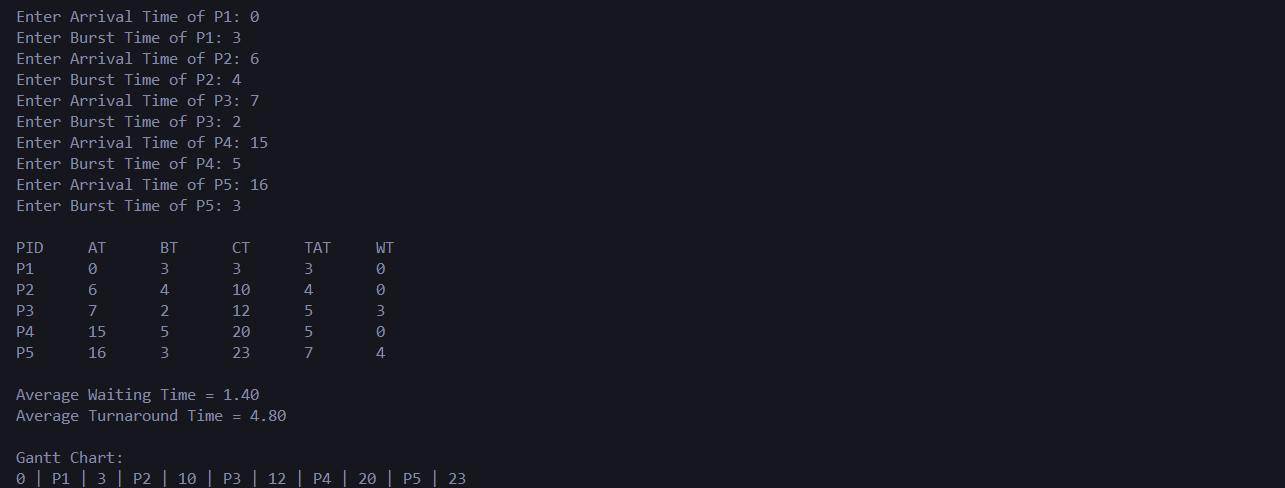 Enter Arrival Time of P1: 0
Enter Burst Time of P1: 3
Enter Arrival Time of P2: 6
Enter Burst Time of P2: 4
Enter Arrival Time of P3: 7
Enter Burst Time of P3: 2
Enter Arrival Time of P4: 15
Enter Burst Time of P4: 5
Enter Arrival Time of P5: 16
Enter Burst Time of P5: 3
PID AT BT CT TAT WT
P1 0 3 3 3 0
P2 6 4 10 4 0
P3 7 2 12 5 3
P4 15 5 20 5 0
P5 16 3 23 7 4
Average Waiting Time = 1.40
Average Turnaround Time = 4.80
Gantt Chart:
0 | P1 | 3 | P2 | 10 | P3 | 12 | P4 | 20 | P5 | 23